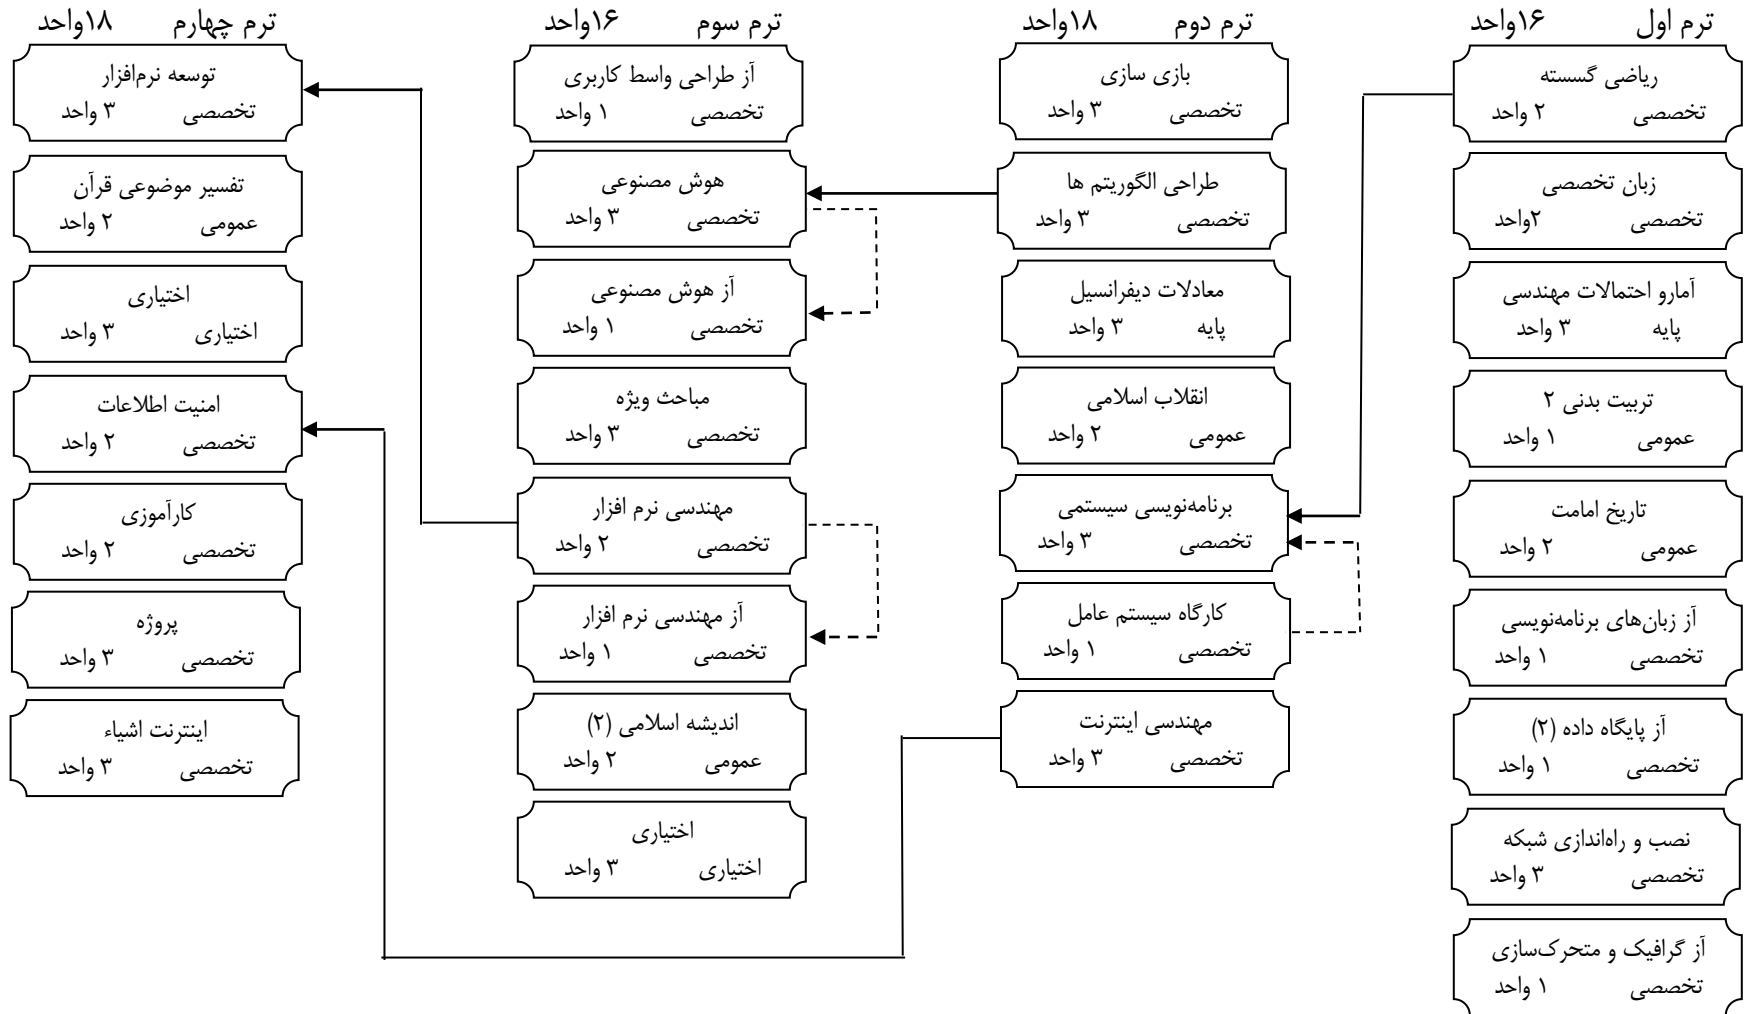 ترم اول ۱۶واحد
ریاضی گسسته
تخصصی ۲ واحد
زبان تخصصی
تخصصی ۲واحد
آمارو احتمالات مهندسی
پایه ۳ واحد
تربیت بدنی ۲
عمومی ۱ واحد
تاریخ امامت
عمومی ۲ واحد
آز زبان‌های برنامه‌نویسی
تخصصی ۱ واحد
آز پایگاه داده (۲)
تخصصی ۱ واحد
نصب و راه‌اندازی شبکه
تخصصی ۳ واحد
آز گرافیک و متحرک‌سازی
تخصصی ۱ واحد
ترم دوم ۱۸واحد
بازی سازی
تخصصی ۳ واحد
طراحی الگوریتم ها
تخصصی ۳ واحد
معادلات دیفرانسیل
پایه ۳ واحد
انقلاب اسلامی
عمومی ۲ واحد
برنامه‌نویسی سیستمی
تخصصی ۳ واحد
کارگاه سیستم عامل
تخصصی ۱ واحد
مهندسی اینترنت
تخصصی ۳ واحد
ترم سوم ۱۶واحد
آز طراحی واسط کاربری
تخصصی ۱ واحد
هوش مصنوعی
تخصصی ۳ واحد
آز هوش مصنوعی
تخصصی ۱ واحد
مباحث ویژه
تخصصی ۳ واحد
مهندسی نرم افزار
تخصصی ۲ واحد
آز مهندسی نرم افزار
تخصصی ۱ واحد
اندیشه اسلامی (۲)
عمومی ۲ واحد
اختیاری
اختیاری ۳ واحد
ترم چهارم ۱۸واحد
توسعه نرم‌افزار
تخصصی ۳ واحد
تفسیر موضوعی قرآن
عمومی ۲ واحد
اختیاری
اختیاری ۳ واحد
امنیت اطلاعات
تخصصی ۲ واحد
کارآموزی
تخصصی ۲ واحد
پروژه
تخصصی ۳ واحد
اینترنت اشیاء
تخصصی ۳ واحد